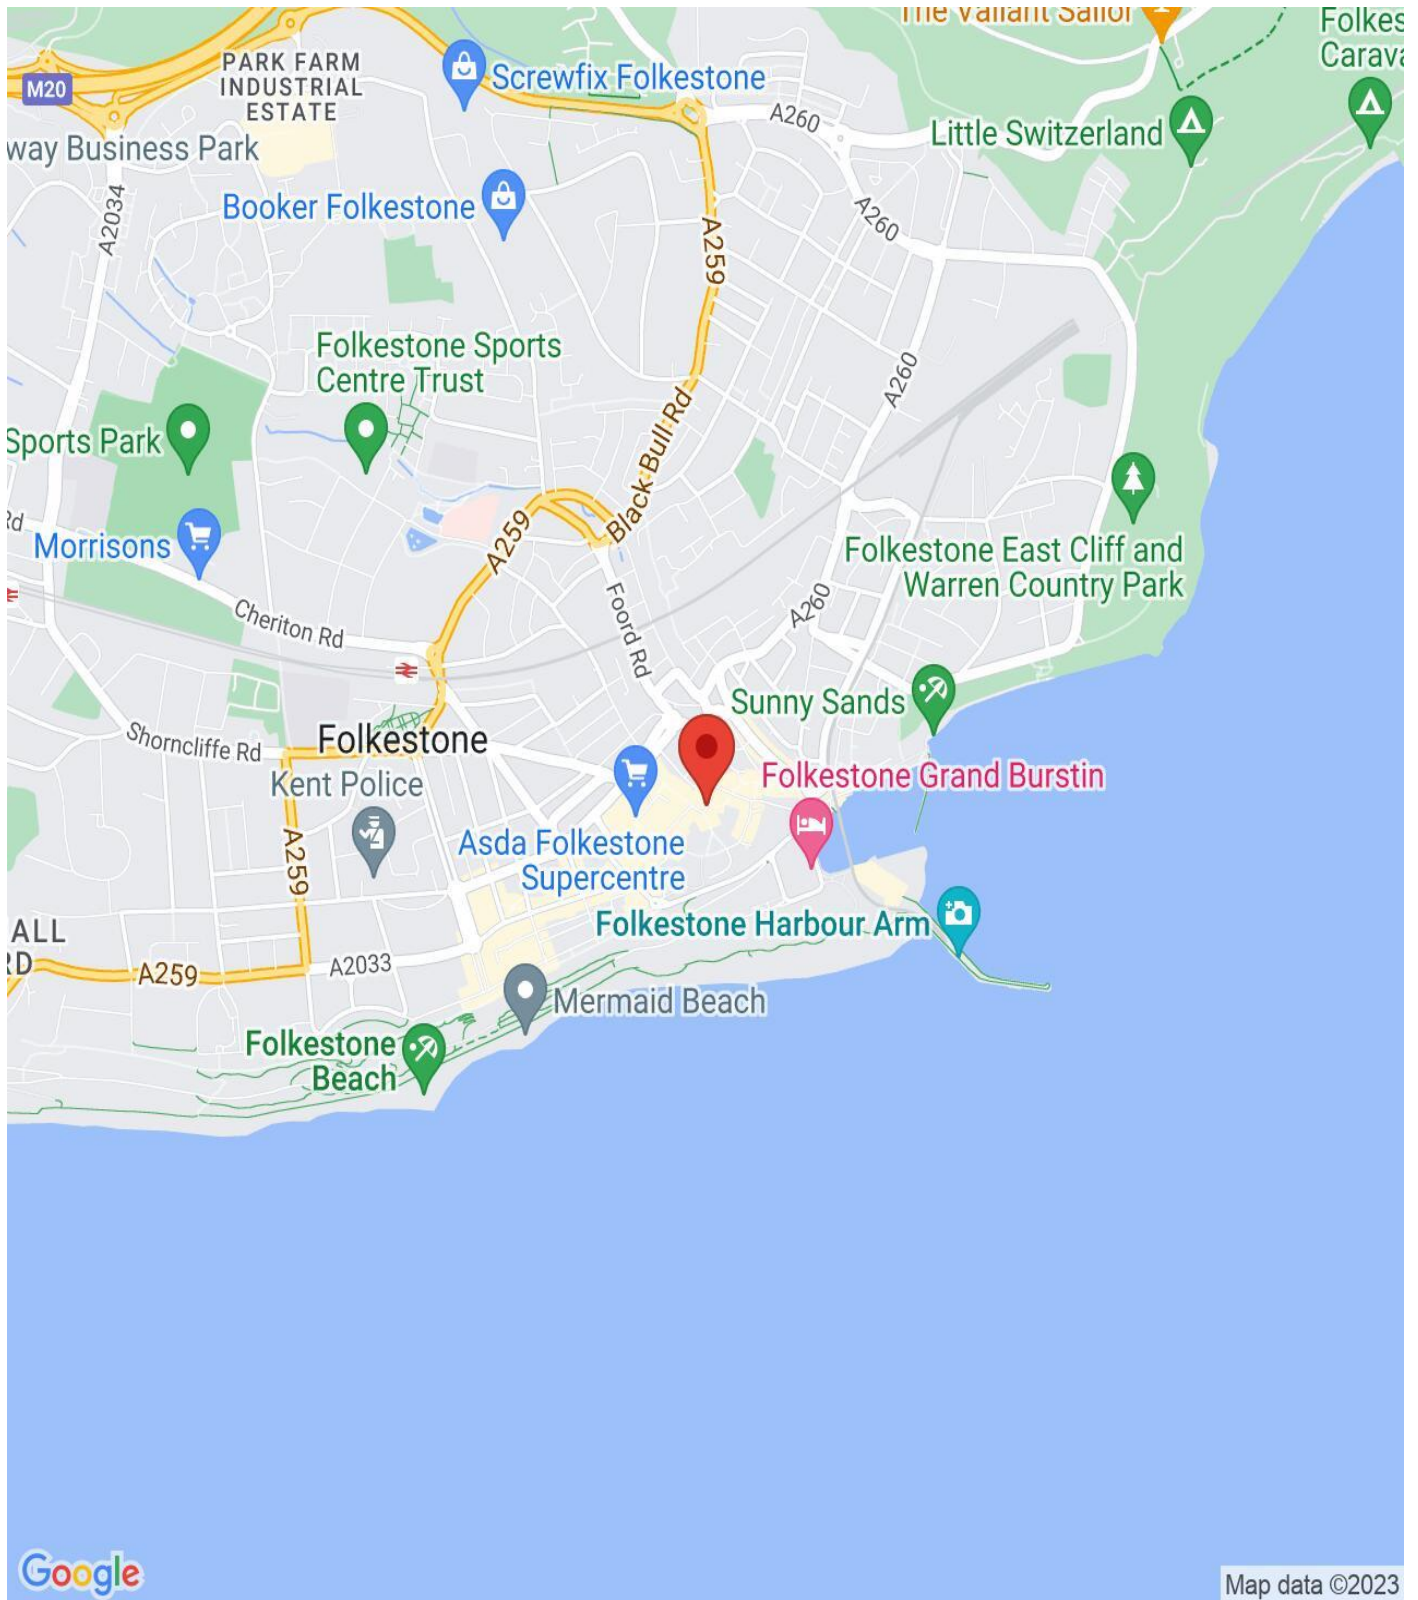 The Valiant Sailor
Folkes
Carava
PARK FARM
INDUSTRIAL
ESTATE
Screwfix Folkestone
M20
A260
Little Switzerland
way Business Park
A2034
Booker Folkestone
A260
A259
Folkestone Sports
Centre Trust
A260
Sports Park
Black Bull Rd
Rd
Morrisons
A259
Folkestone East Cliff and
Warren Country Park
Cheriton Rd
Foord Rd
A260
Sunny Sands
Shorncliffe Rd
Folkestone
Kent Police
Folkestone Grand Burstin
A259
Asda Folkestone
Supercentre
ALL
RD
Folkestone Harbour Arm
A259
A2033
Mermaid Beach
Folkestone
Beach
Google
Map data ©2023